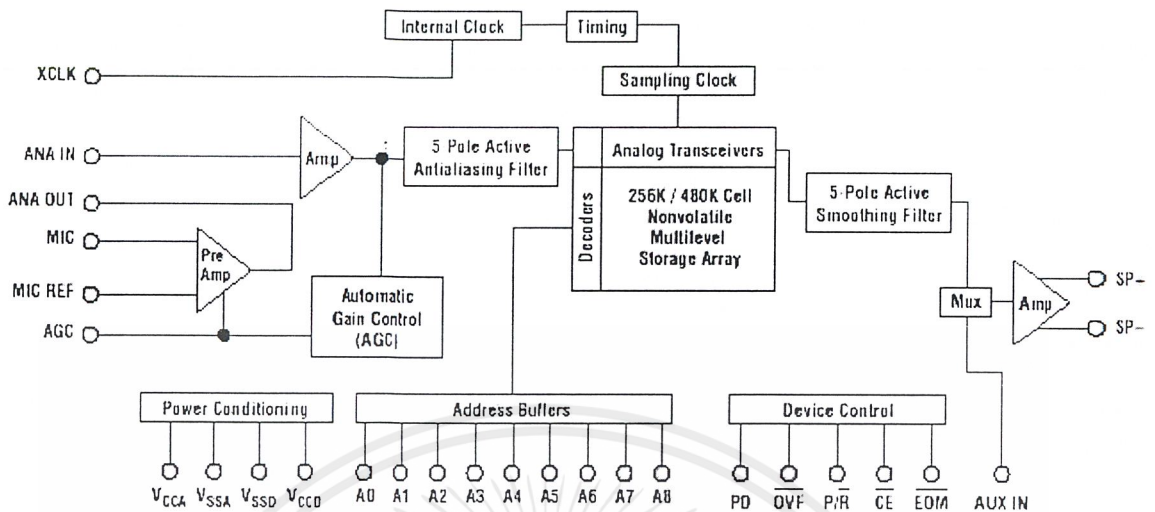 Internal Clock
Timing
XCLK
Sampling Clock
ANA IN
Amp
5 Pole Active
Antialiasing Filter
Analog Transceivers
Decoders
256K / 480K Cell
Nonvolatile
Multilevel
Storage Array
5-Pole Active
Smoothing Filter
ANA OUT
MIC
Pre
Amp
MIC REF
AGC
Automatic
Gain Control
(AGC)
Mux
Amp
SP+
SP–
Power Conditioning
Address Buffers
Device Control
VCCA VSSA VSSD VCCD
A0 A1 A2 A3 A4 A5 A6 A7 A8
PD O̅V̅F̅ P/R̅ C̅E̅ E̅O̅M̅ AUX IN